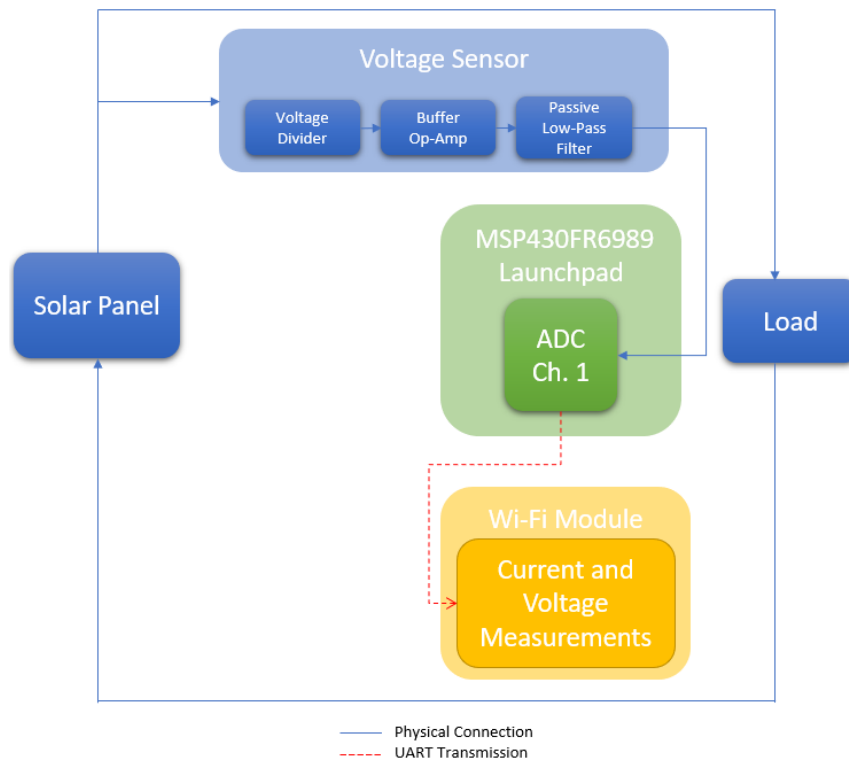 Voltage Sensor
Voltage
Divider
Buffer
Op-Amp
Passive
Low-Pass
Filter
MSP430FR6989
Launchpad
Solar Panel
ADC
Ch. 1
Load
Wi-Fi Module
Current and
Voltage
Measurements
Physical Connection
UART Transmission